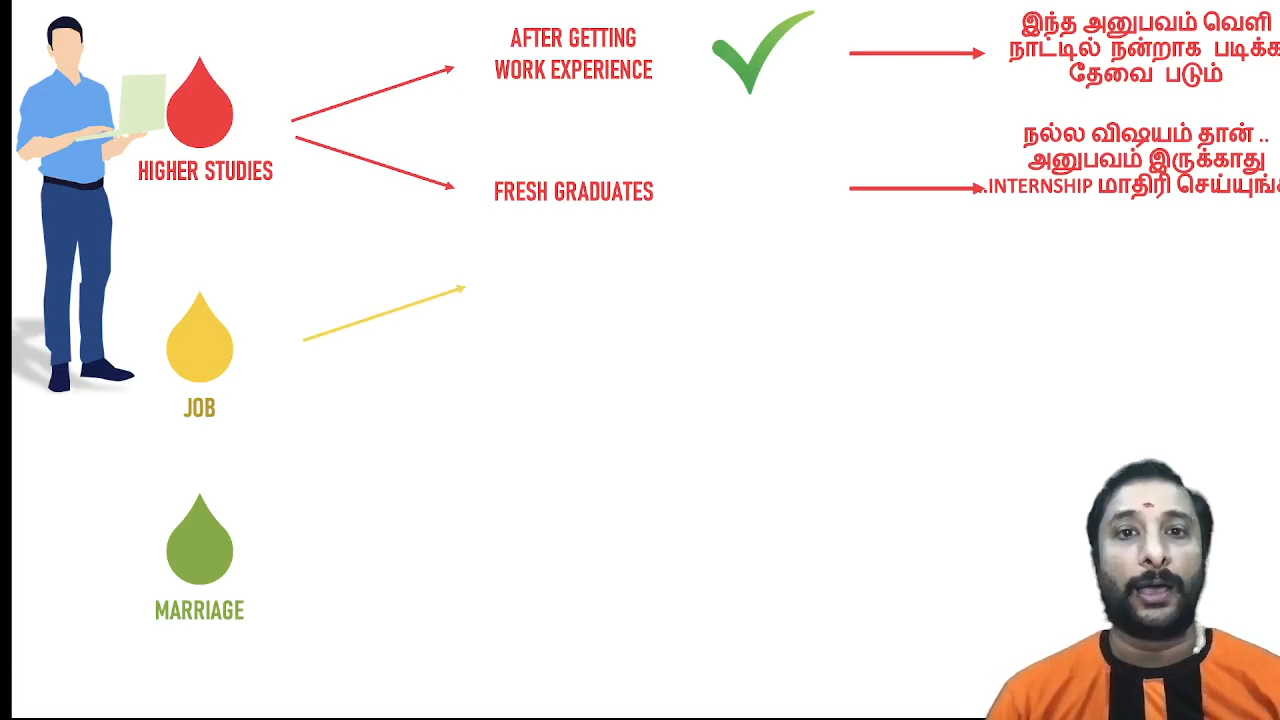 AFTER GETTING
WORK EXPERIENCE
இந்த அனுபவம் வெளி
நாட்டில் நன்றாக படிக்க
தேவை படும்
HIGHER STUDIES
FRESH GRADUATES
நல்ல விஷயம் தான் ..
அனுபவம் இருக்காது
.INTERNSHIP மாதிரி
JOB
MARRIAGE